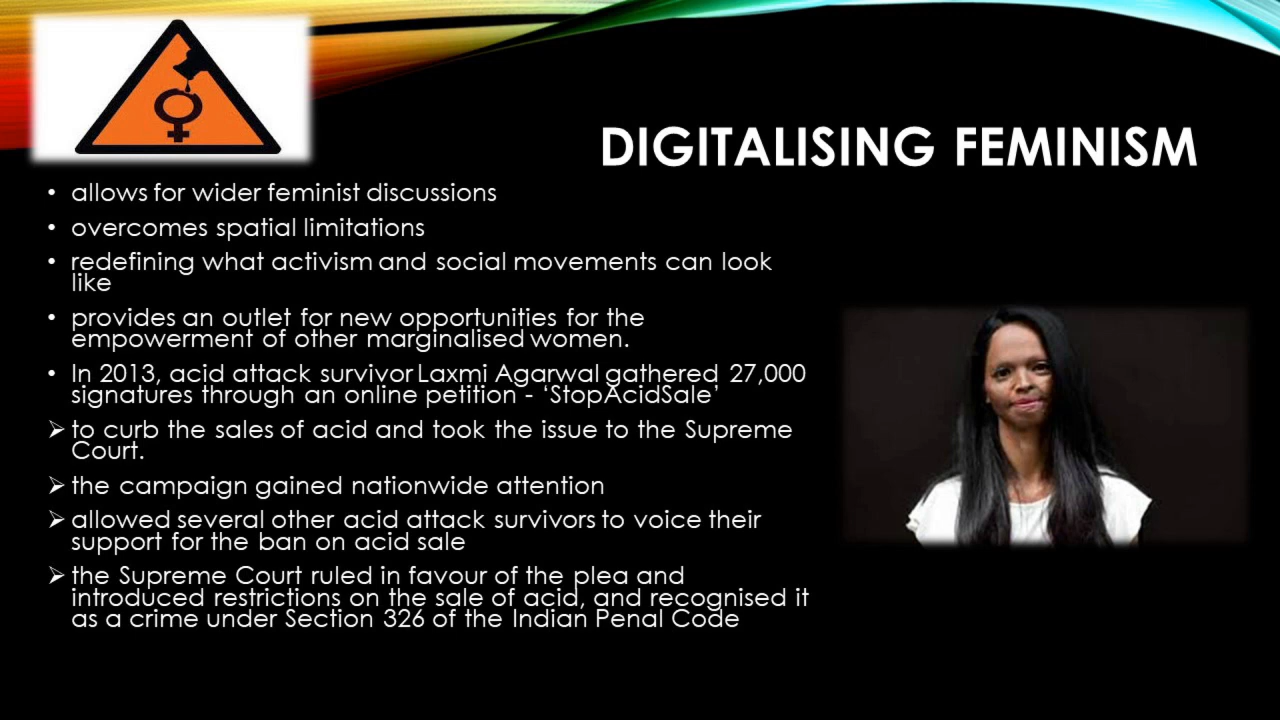 DIGITALISING FEMINISM
• allows for wider feminist discussions
• overcomes spatial limitations
• redefining what activism and social movements can look
like
• provides an outlet for new opportunities for the
empowerment of other marginalised women.
• In 2013, acid attack survivor Laxmi Agarwal gathered 27,000
signatures through an online petition - ‘StopAcidSale’
➢ to curb the sales of acid and took the issue to the Supreme
Court.
➢ the campaign gained nationwide attention
➢ allowed several other acid attack survivors to voice their
support for the ban on acid sale
➢ the Supreme Court ruled in favour of the plea and
introduced restrictions on the sale of acid, and recognised it
as a crime under Section 326 of the Indian Penal Code